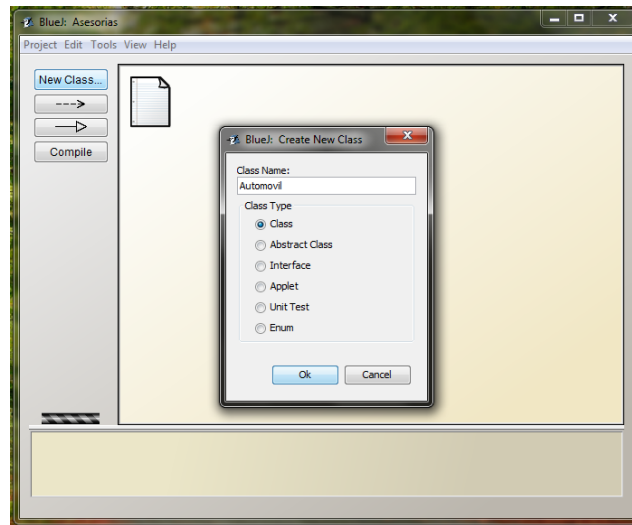 BlueJ: Asesorias
Project Edit Tools View Help
New Class...
Compile
BlueJ: Create New Class
Class Name:
Automovil
Class Type
Class
Abstract Class
Interface
Applet
Unit Test
Enum
Ok Cancel